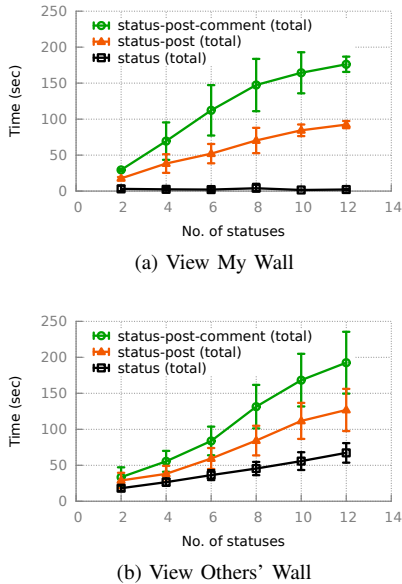 250
200
150
100
50
0
Time (sec)
status-post-comment (total)
status-post (total)
status (total)
0 2 4 6 8 10 12 14
No. of statuses
(a) View My Wall
250
200
150
100
50
0
Time (sec)
status-post-comment (total)
status-post (total)
status (total)
0 2 4 6 8 10 12 14
No. of statuses
(b) View Others' Wall